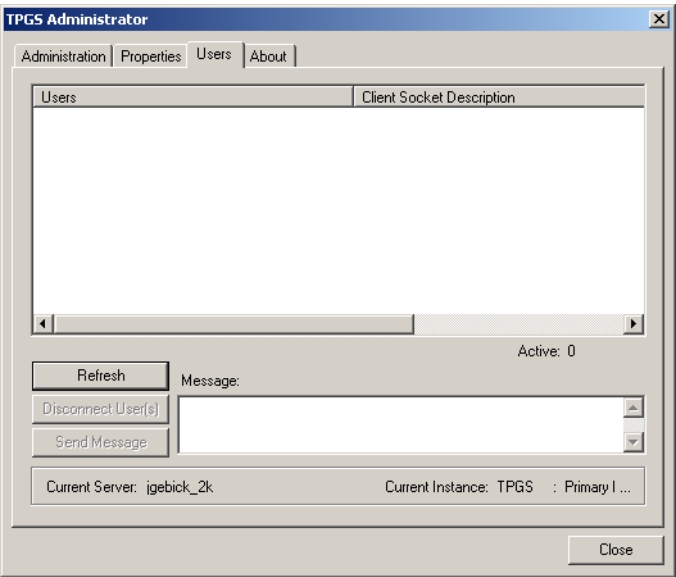 TPGS Administrator
Administration Properties Users About
Users Client Socket Description
Active: 0
Refresh
Message:
Disconnect User(s)
Send Message
Current Server: jgebick_2k Current Instance: TPGS : Primary I ...
Close